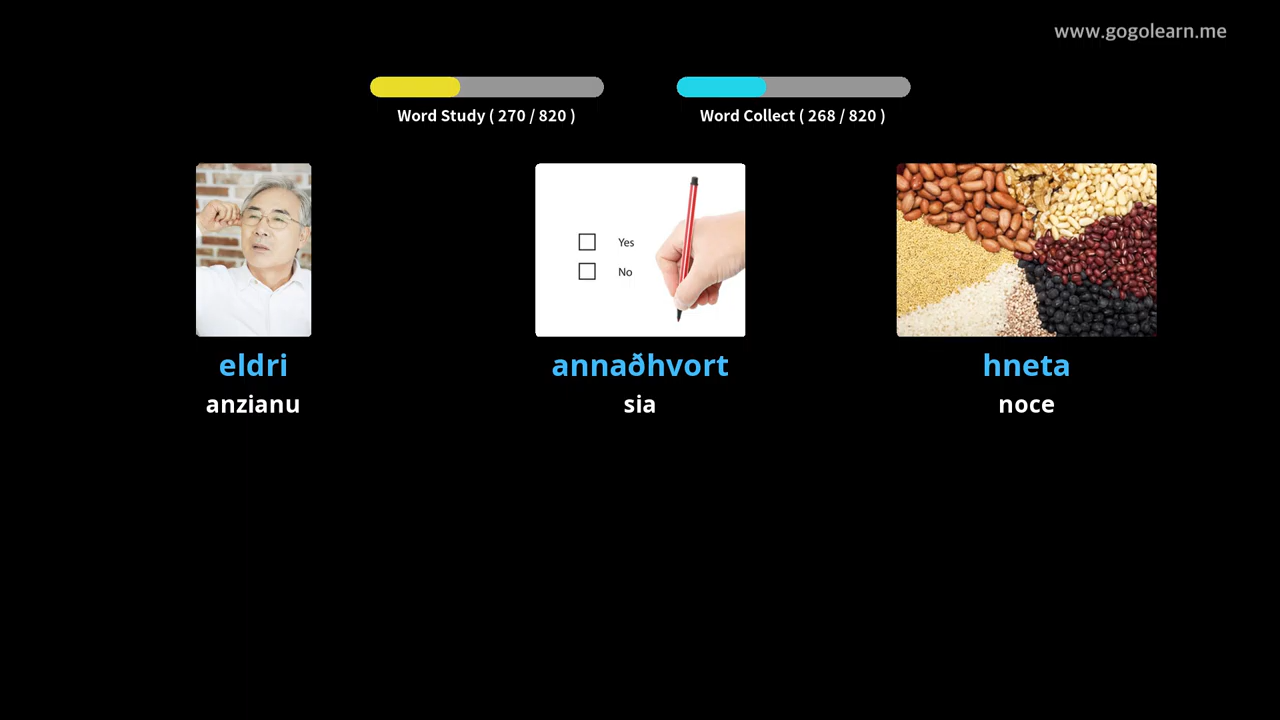 www.gogolearn.me
Word Study ( 270 / 820 )
Word Collect ( 268 / 820 )
Yes
No
eldri
annaðhvort
hneta
anzianu
sia
noce